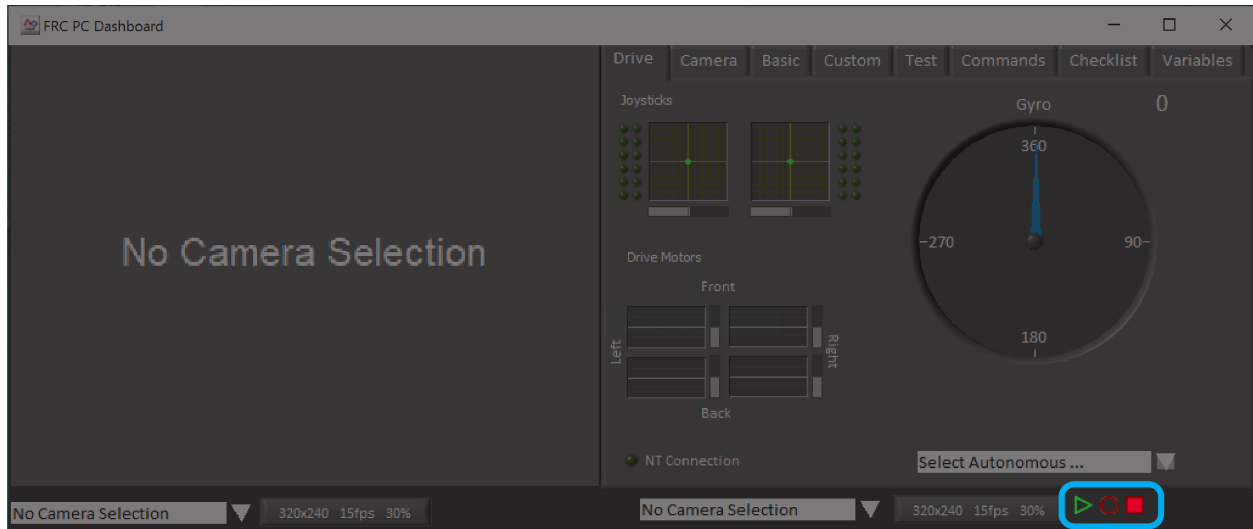 FRC PC Dashboard
No Camera Selection
Drive Camera Basic Custom Test Commands Checklist Variables
Joysticks
Gyro 0
360
270
90
180
Drive Motors
Front
Left
Right
Back
NT Connection
Select Autonomous ...
No Camera Selection
320x240 15fps 30%
No Camera Selection
320x240 15fps 30%